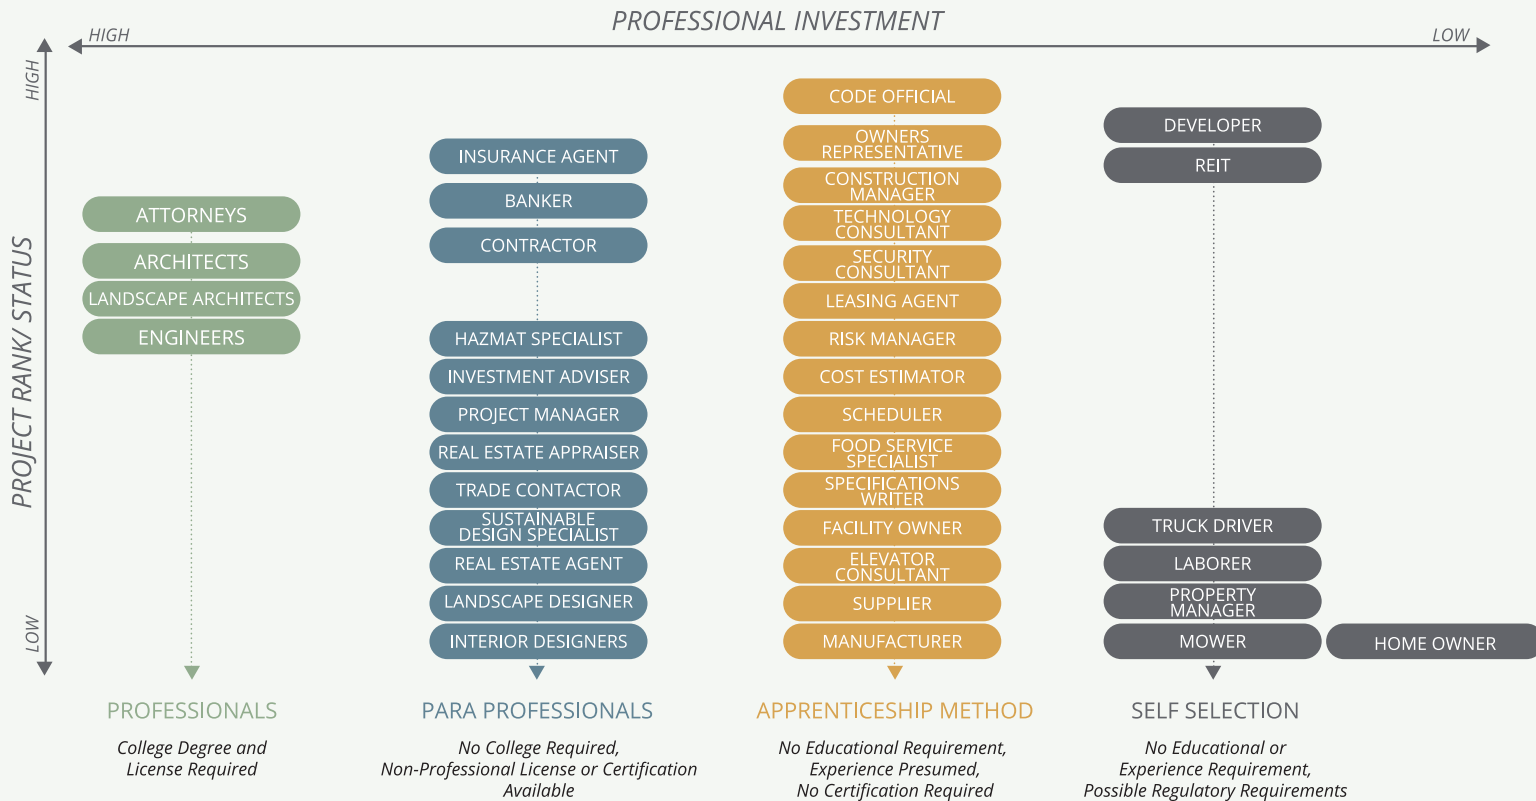 PROFESSIONAL INVESTMENT
HIGH
LOW
PROJECT RANK/ STATUS
HIGH
LOW
ATTORNEYS
ARCHITECTS
LANDSCAPE ARCHITECTS
ENGINEERS
PROFESSIONALS
College Degree and
License Required
INSURANCE AGENT
BANKER
CONTRACTOR
HAZMAT SPECIALIST
INVESTMENT ADVISER
PROJECT MANAGER
REAL ESTATE APPRAISER
TRADE CONTACTOR
SUSTAINABLE
DESIGN SPECIALIST
REAL ESTATE AGENT
LANDSCAPE DESIGNER
INTERIOR DESIGNERS
PARA PROFESSIONALS
No College Required,
Non-Professional License or Certification
Available
CODE OFFICIAL
OWNERS
REPRESENTATIVE
CONSTRUCTION
MANAGER
TECHNOLOGY
CONSULTANT
SECURITY
CONSULTANT
LEASING AGENT
RISK MANAGER
COST ESTIMATOR
SCHEDULER
FOOD SERVICE
SPECIALIST
SPECIFICATIONS
WRITER
FACILITY OWNER
ELEVATOR
CONSULTANT
SUPPLIER
MANUFACTURER
APPRENTICESHIP METHOD
No Educational Requirement,
Experience Presumed,
No Certification Required
DEVELOPER
REIT
TRUCK DRIVER
LABORER
PROPERTY
MANAGER
MOWER
HOME OWNER
SELF SELECTION
No Educational or
Experience Requirement,
Possible Regulatory Requirements